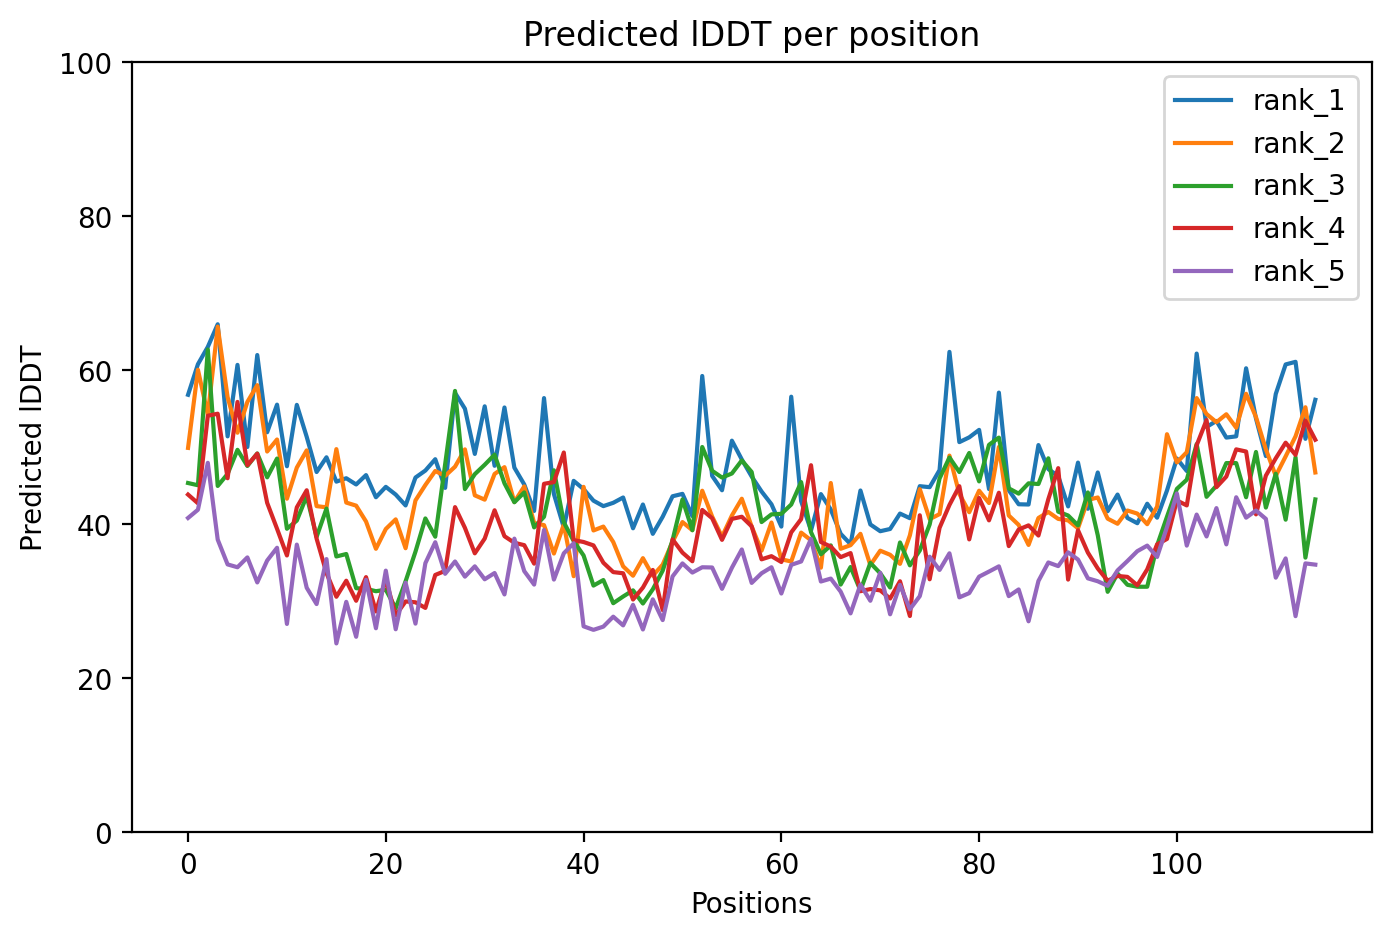 Predicted lDDT per position
100
80
60
40
20
0
Predicted lDDT
rank_1
rank_2
rank_3
rank_4
rank_5
0 20 40 60 80 100
Positions